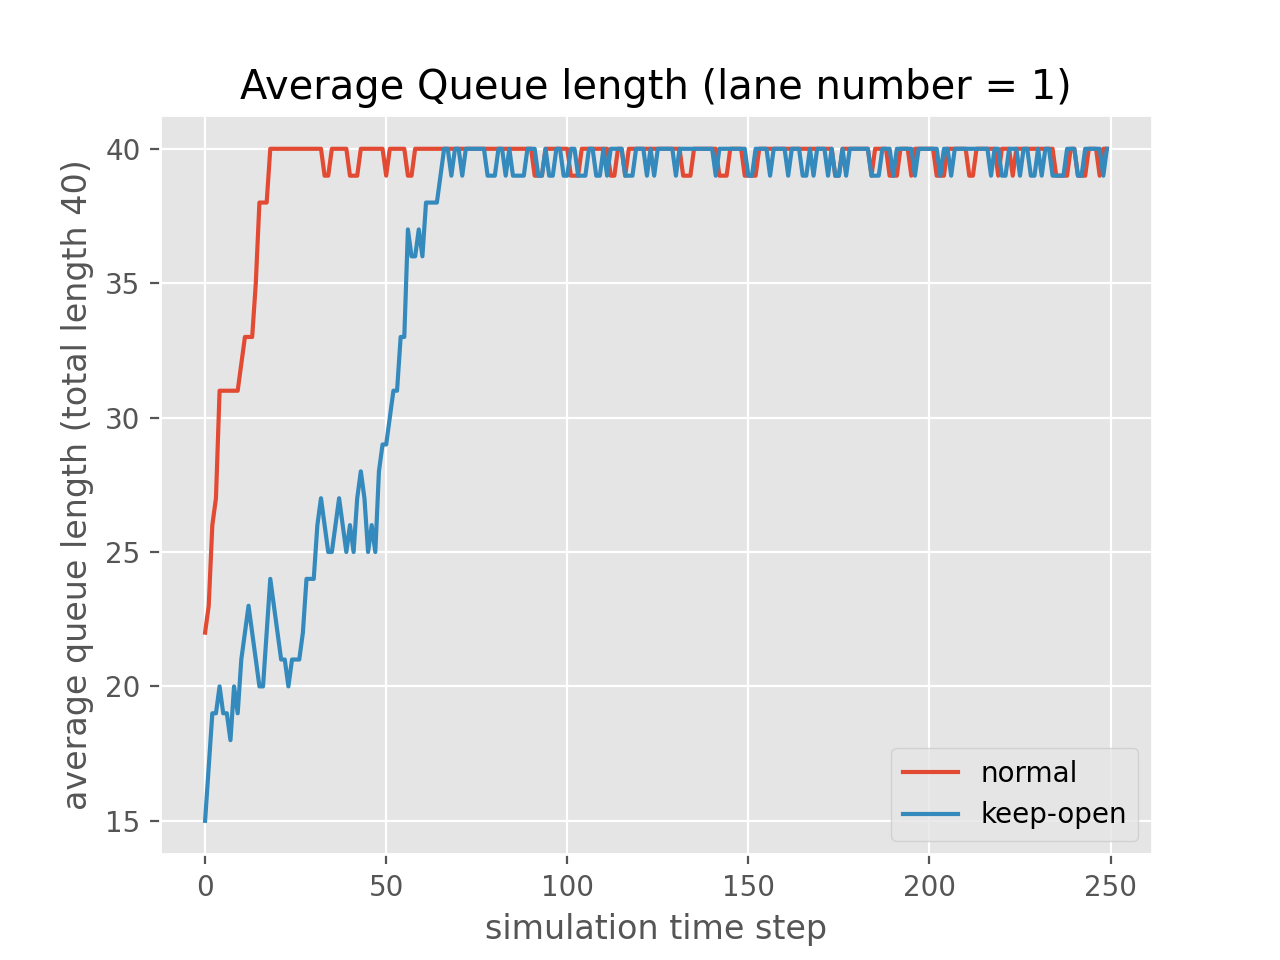 Average Queue length (lane number = 1)
average queue length (total length 40)
40
35
30
25
20
15
normal
keep-open
0 50 100 150 200 250
simulation time step